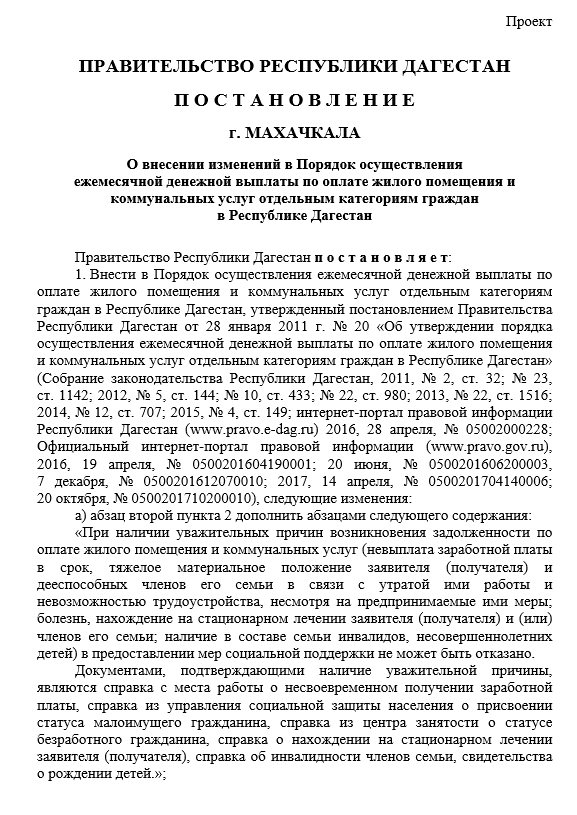 Проект
ПРАВИТЕЛЬСТВО РЕСПУБЛИКИ ДАГЕСТАН
П О С Т А Н О В Л Е Н И Е
г. МАХАЧКАЛА
О внесении изменений в Порядок осуществления
ежемесячной денежной выплаты по оплате жилого помещения и
коммунальных услуг отдельным категориям граждан
в Республике Дагестан
Правительство Республики Дагестан п о с т а н о в л я е т:
1. Внести в Порядок осуществления ежемесячной денежной выплаты по
оплате жилого помещения и коммунальных услуг отдельным категориям
граждан в Республике Дагестан, утвержденный постановлением Правительства
Республики Дагестан от 28 января 2011 г. № 20 «Об утверждении порядка
осуществления ежемесячной денежной выплаты по оплате жилого помещения
и коммунальных услуг отдельным категориям граждан в Республике Дагестан»
(Собрание законодательства Республики Дагестан, 2011, № 2, ст. 32; № 23,
ст. 1142; 2012, № 5, ст. 144; № 10, ст. 433; № 22, ст. 980; 2013, № 22, ст. 1516;
2014, № 12, ст. 707; 2015, № 4, ст. 149; интернет-портал правовой информации
Республики Дагестан (www.pravo.e-dag.ru) 2016, 28 апреля, № 05002000228;
Официальный интернет-портал правовой информации (www.pravo.gov.ru),
2016, 19 апреля, № 0500201604190001; 20 июня, № 0500201606200003,
7 декабря, № 0500201612070010; 2017, 14 апреля, № 0500201704140006;
20 октября, № 0500201710200010), следующие изменения:
а) абзац второй пункта 2 дополнить абзацами следующего содержания:
«При наличии уважительных причин возникновения задолженности по
оплате жилого помещения и коммунальных услуг (невыплата заработной платы
в срок, тяжелое материальное положение заявителя (получателя) и
дееспособных членов его семьи в связи с утратой ими работы и
невозможностью трудоустройства, несмотря на предпринимаемые ими меры;
болезнь, нахождение на стационарном лечении заявителя (получателя) и (или)
членов его семьи; наличие в составе семьи инвалидов, несовершеннолетних
детей) в предоставлении мер социальной поддержки не может быть отказано.
Документами, подтверждающими наличие уважительной причины,
являются справка с места работы о несвоевременном получении заработной
платы, справка из управления социальной защиты населения о присвоении
статуса малоимущего гражданина, справка из центра занятости о статусе
безработного гражданина, справка о нахождении на стационарном лечении
заявителя (получателя), справка об инвалидности членов семьи, свидетельства
о рождении детей.»;